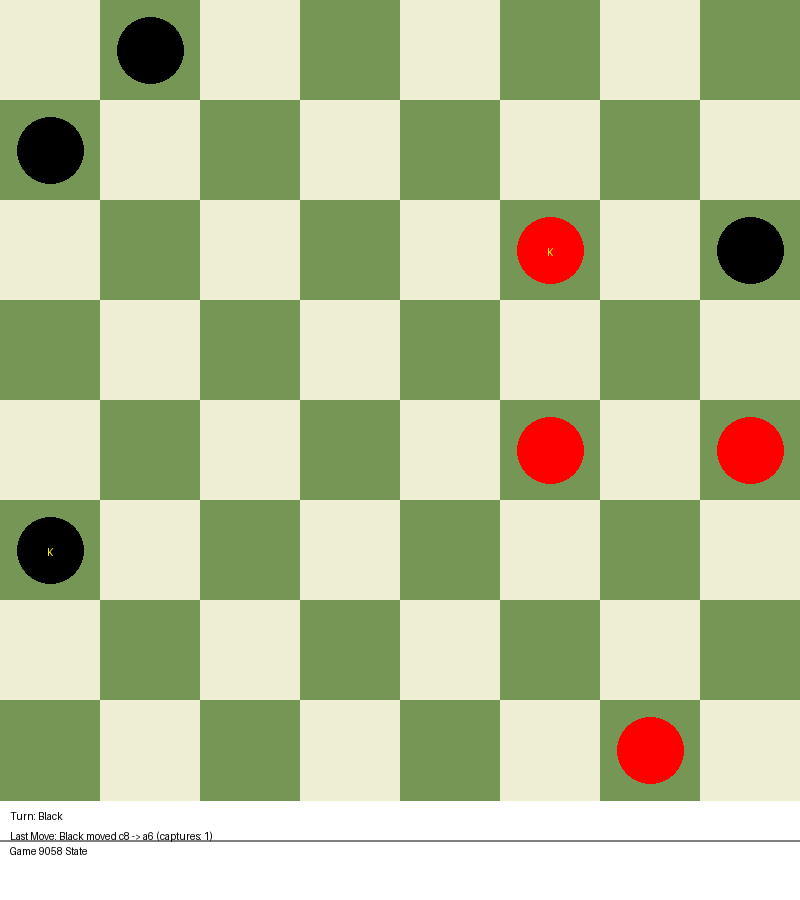 K
K
Turn: Black
Last Move: Black moved c8 -> a6 (captures: 1)
Game 9058 State